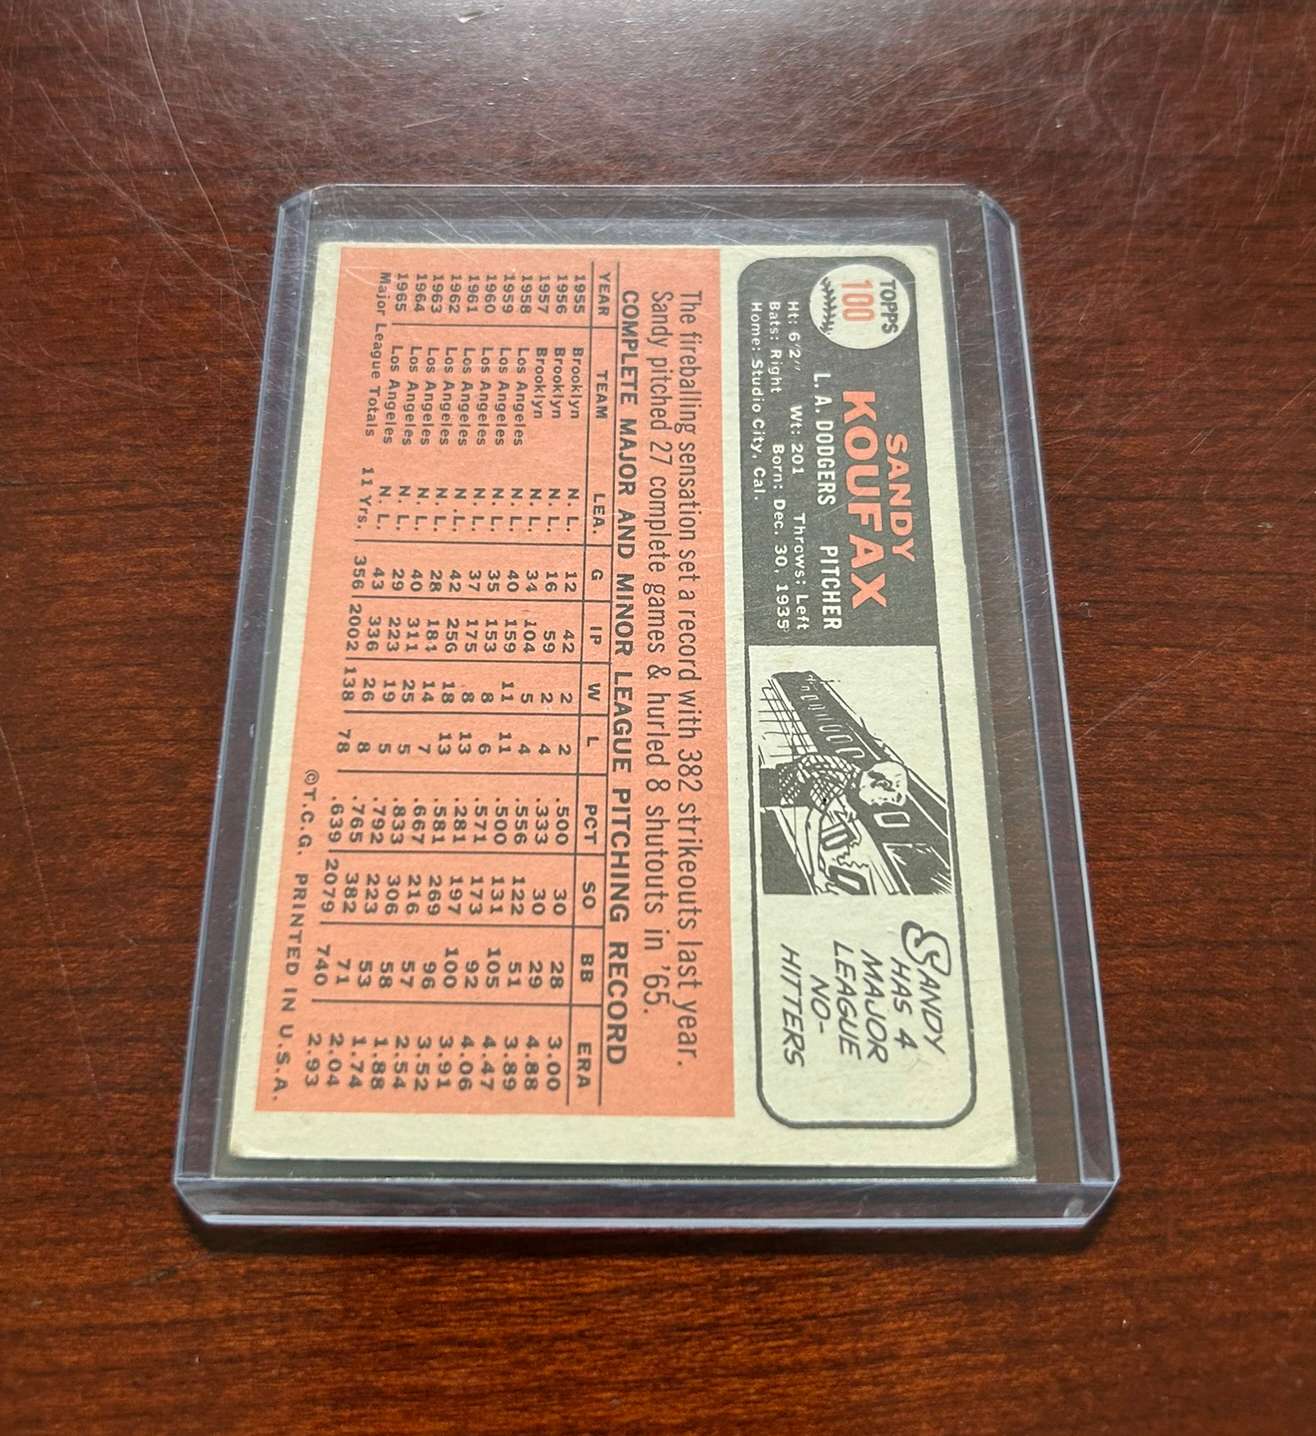 TOPPS
100
SANDY
KOUFAX
L. A. DODGERS PITCHER
Ht: 6'2" Wt: 201 Throws: Left
Bats: Right Born: Dec. 30, 1935
Home: Studio City, Cal.
SANDY
HAS 4
MAJOR
LEAGUE
NO-
HITTERS
The fireballing sensation set a record with 382 strikeouts last year.
Sandy pitched 27 complete games & hurled 8 shutouts in '65.
COMPLETE MAJOR AND MINOR LEAGUE PITCHING RECORD
YEAR TEAM LEA. G IP W L PCT SO BB ERA
1955 Brooklyn N. L. 12 42 2 2 .500 30 28 3.00
1956 Brooklyn N. L. 16 59 2 4 .333 30 29 4.88
1957 Brooklyn N. L. 34 104 5 4 .556 122 51 3.89
1958 Los Angeles N. L. 40 159 11 11 .500 131 105 4.47
1959 Los Angeles N. L. 35 153 8 6 .571 173 92 4.06
1960 Los Angeles N. L. 37 175 8 13 .281 197 100 3.91
1961 Los Angeles N. L. 42 256 18 13 .581 269 96 3.52
1962 Los Angeles N. L. 28 184 14 7 .667 216 57 2.54
1963 Los Angeles N. L. 40 311 25 5 .833 306 58 1.88
1964 Los Angeles N. L. 29 223 19 5 .792 223 53 1.74
1965 Los Angeles N. L. 43 336 26 8 .765 382 71 2.04
Major League Totals 11 Yrs. 356 2002 138 78 .639 2079 740 2.93
©T.C.G. PRINTED IN U.S.A.